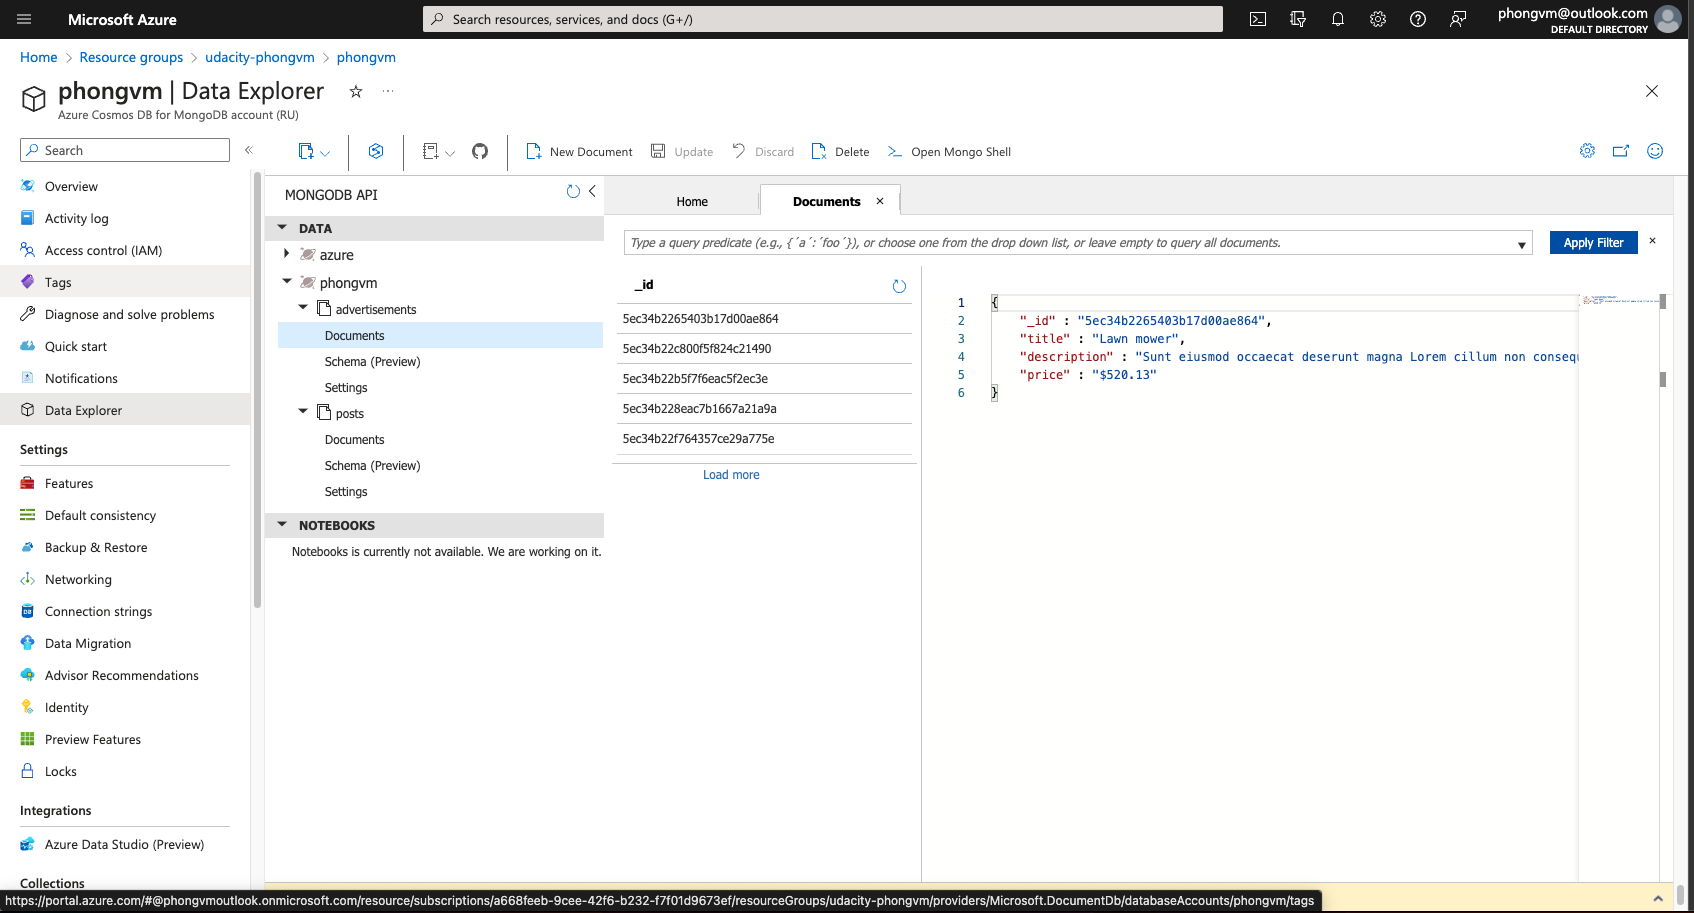 Microsoft Azure
Search resources, services, and docs (G+/)
phongvm@outlook.com
DEFAULT DIRECTORY
Home > Resource groups > udacity-phongvm > phongvm
phongvm | Data Explorer
Azure Cosmos DB for MongoDB account (RU)
Search
New Document
Update
Discard
Delete
Open Mongo Shell
Overview
Activity log
Access control (IAM)
Tags
Diagnose and solve problems
Quick start
Notifications
Data Explorer
Settings
Features
Default consistency
Backup & Restore
Networking
Connection strings
Data Migration
Advisor Recommendations
Identity
Preview Features
Locks
Integrations
Azure Data Studio (Preview)
Collections
MONGODB API
DATA
azure
phongvm
advertisements
Documents
Schema (Preview)
Settings
posts
Documents
Schema (Preview)
Settings
NOTEBOOKS
Notebooks is currently not available. We are working on it.
Home
Documents
Type a query predicate (e.g., {´a´:´foo´}), or choose one from the drop down list, or leave empty to query all documents.
Apply Filter
_id
5ec34b2265403b17d00ae864
5ec34b22c800f5f824c21490
5ec34b22b5f7f6eac5f2ec3e
5ec34b228eac7b1667a21a9a
5ec34b22f764357ce29a775e
Load more
1 {
2 "_id" : "5ec34b2265403b17d00ae864",
3 "title" : "Lawn mower",
4 "description" : "Sunt eiusmod occaecat deserunt magna Lorem cillum non consequ
5 "price" : "$520.13"
6 }
https://portal.azure.com/#@phongvmoutlook.onmicrosoft.com/resource/subscriptions/a668feeb-9cee-42f6-b232-f7f01d9673ef/resourceGroups/udacity-phongvm/providers/Microsoft.DocumentDb/databaseAccounts/phongvm/tags